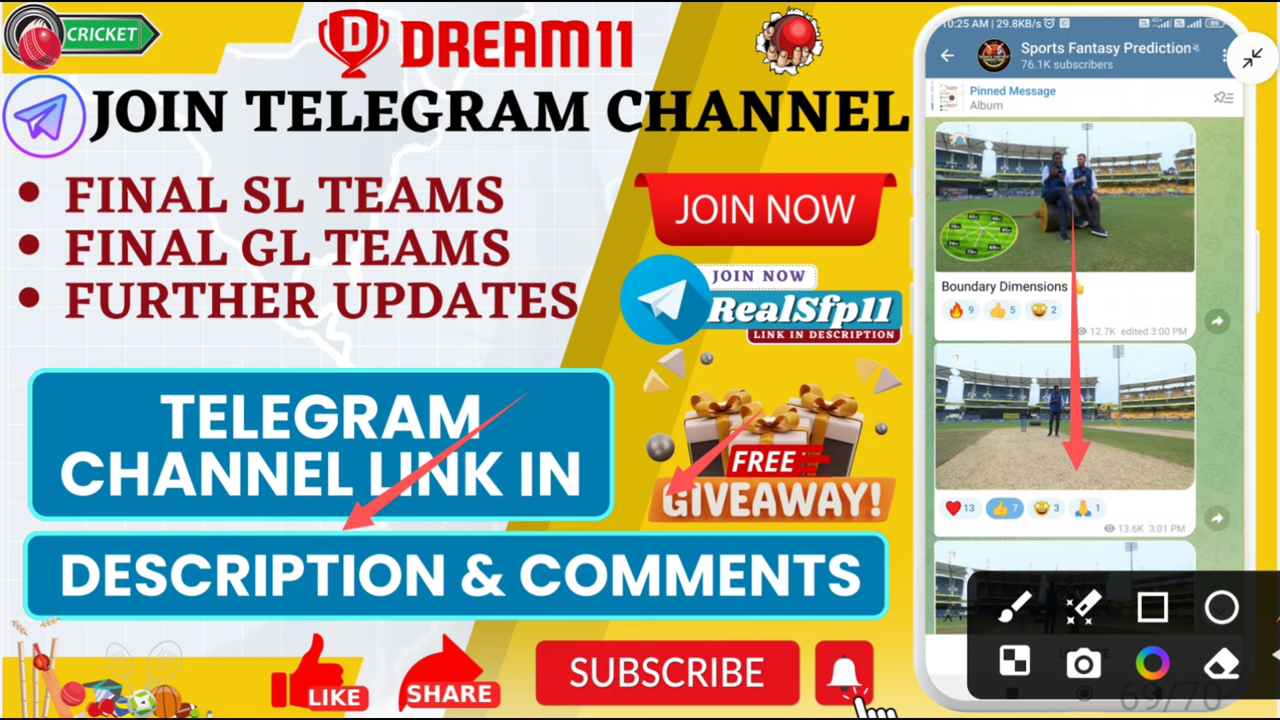 CRICKET
DREAM11
JOIN TELEGRAM CHANNEL
• FINAL SL TEAMS
• FINAL GL TEAMS
• FURTHER UPDATES
JOIN NOW
JOIN NOW
RealSfp11
LINK IN DESCRIPTION
TELEGRAM
CHANNEL LINK IN
DESCRIPTION & COMMENTS
FREE
GIVEAWAY!
LIKE
SHARE
SUBSCRIBE
10:25 AM | 29.8KB/s
Sports Fantasy Prediction
76.1K subscribers
Pinned Message
Album
Boundary Dimensions
9
5
2
12.7K edited 3:00 PM
13
7
3
1
13.6K 3:01 PM
69/70